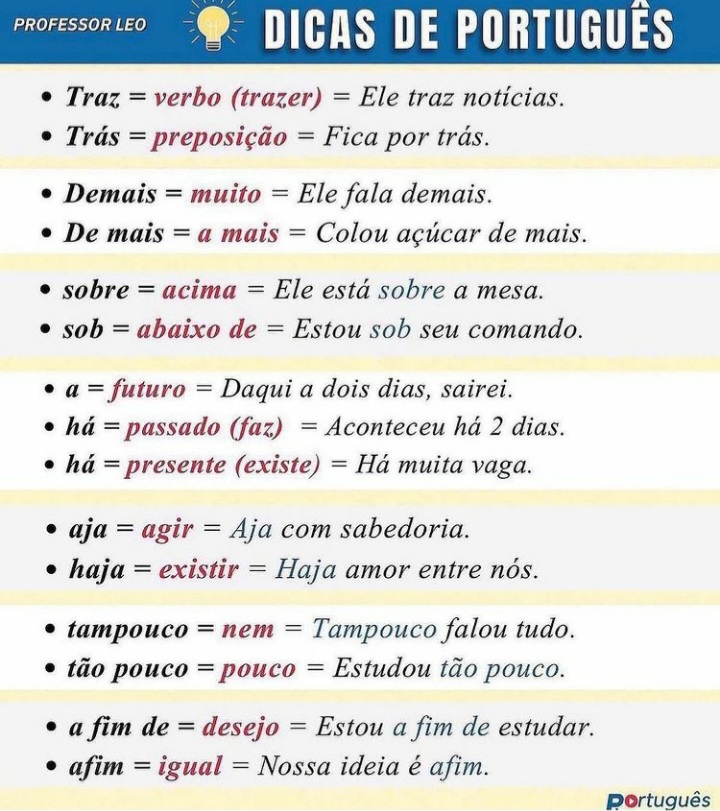 PROFESSOR LEO
DICAS DE PORTUGUÊS
• Traz = verbo (trazer) = Ele traz notícias.
• Trás = preposição = Fica por trás.
• Demais = muito = Ele fala demais.
• De mais = a mais = Colou açúcar de mais.
• sobre = acima = Ele está sobre a mesa.
• sob = abaixo de = Estou sob seu comando.
• a = futuro = Daqui a dois dias, sairei.
• há = passado (faz) = Aconteceu há 2 dias.
• há = presente (existe) = Há muita vaga.
• aja = agir = Aja com sabedoria.
• haja = existir = Haja amor entre nós.
• tampouco = nem = Tampouco falou tudo.
• tão pouco = pouco = Estudou tão pouco.
• a fim de = desejo = Estou a fim de estudar.
• afim = igual = Nossa ideia é afim.
Português